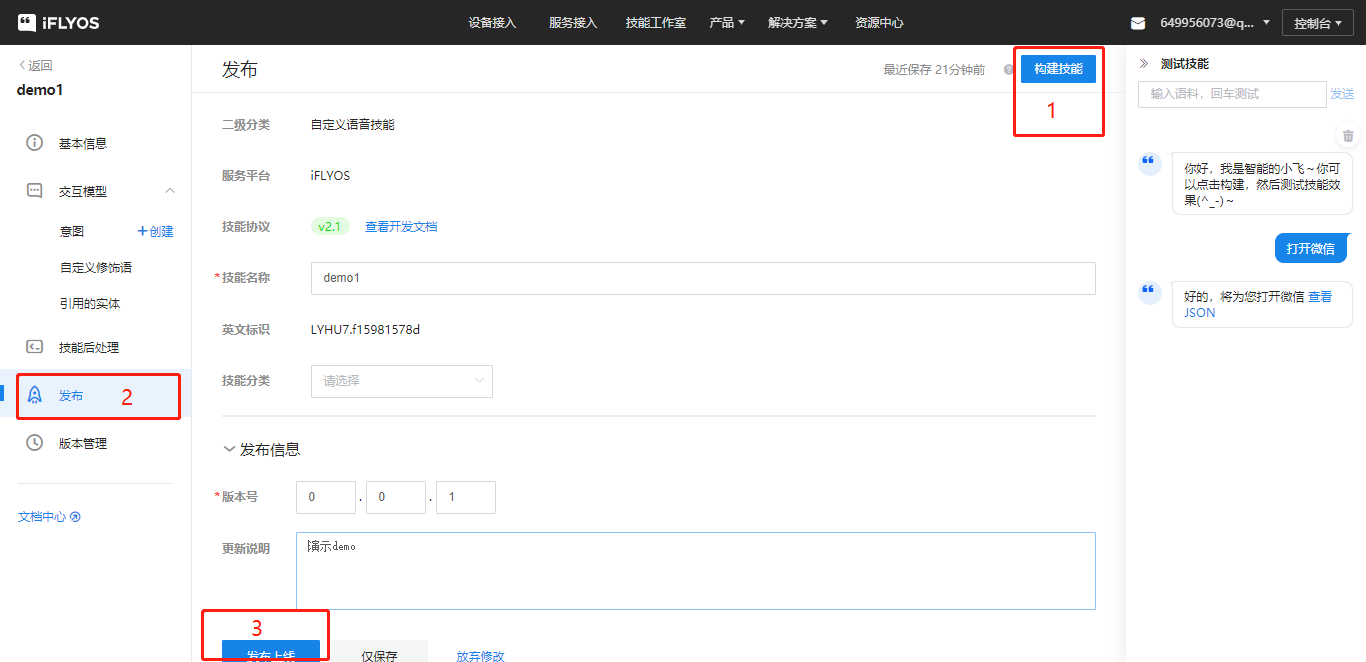 iFLYOS
设备接入 服务接入 技能工作室 产品 解决方案 资源中心
649956073@q... 控制台
返回
demo1
基本信息
交互模型
意图 +创建
自定义修饰语
引用的实体
技能后处理
发布 2
版本管理
文档中心
发布 最近保存 21分钟前 ? 构建技能
1
二级分类 自定义语音技能
服务平台 iFLYOS
技能协议 v2.1 查看开发文档
*技能名称 demo1
英文标识 LYHU7.f15981578d
技能分类 请选择
发布信息
*版本号 0 . 0 . 1
更新说明 演示demo
3
发布上线 仅保存 放弃修改
测试技能
输入语料，回车测试 发送
你好，我是智能的小飞～你可
以点击构建，然后测试技能效
果(^_-)～
打开微信
好的，将为您打开微信 查看
JSON